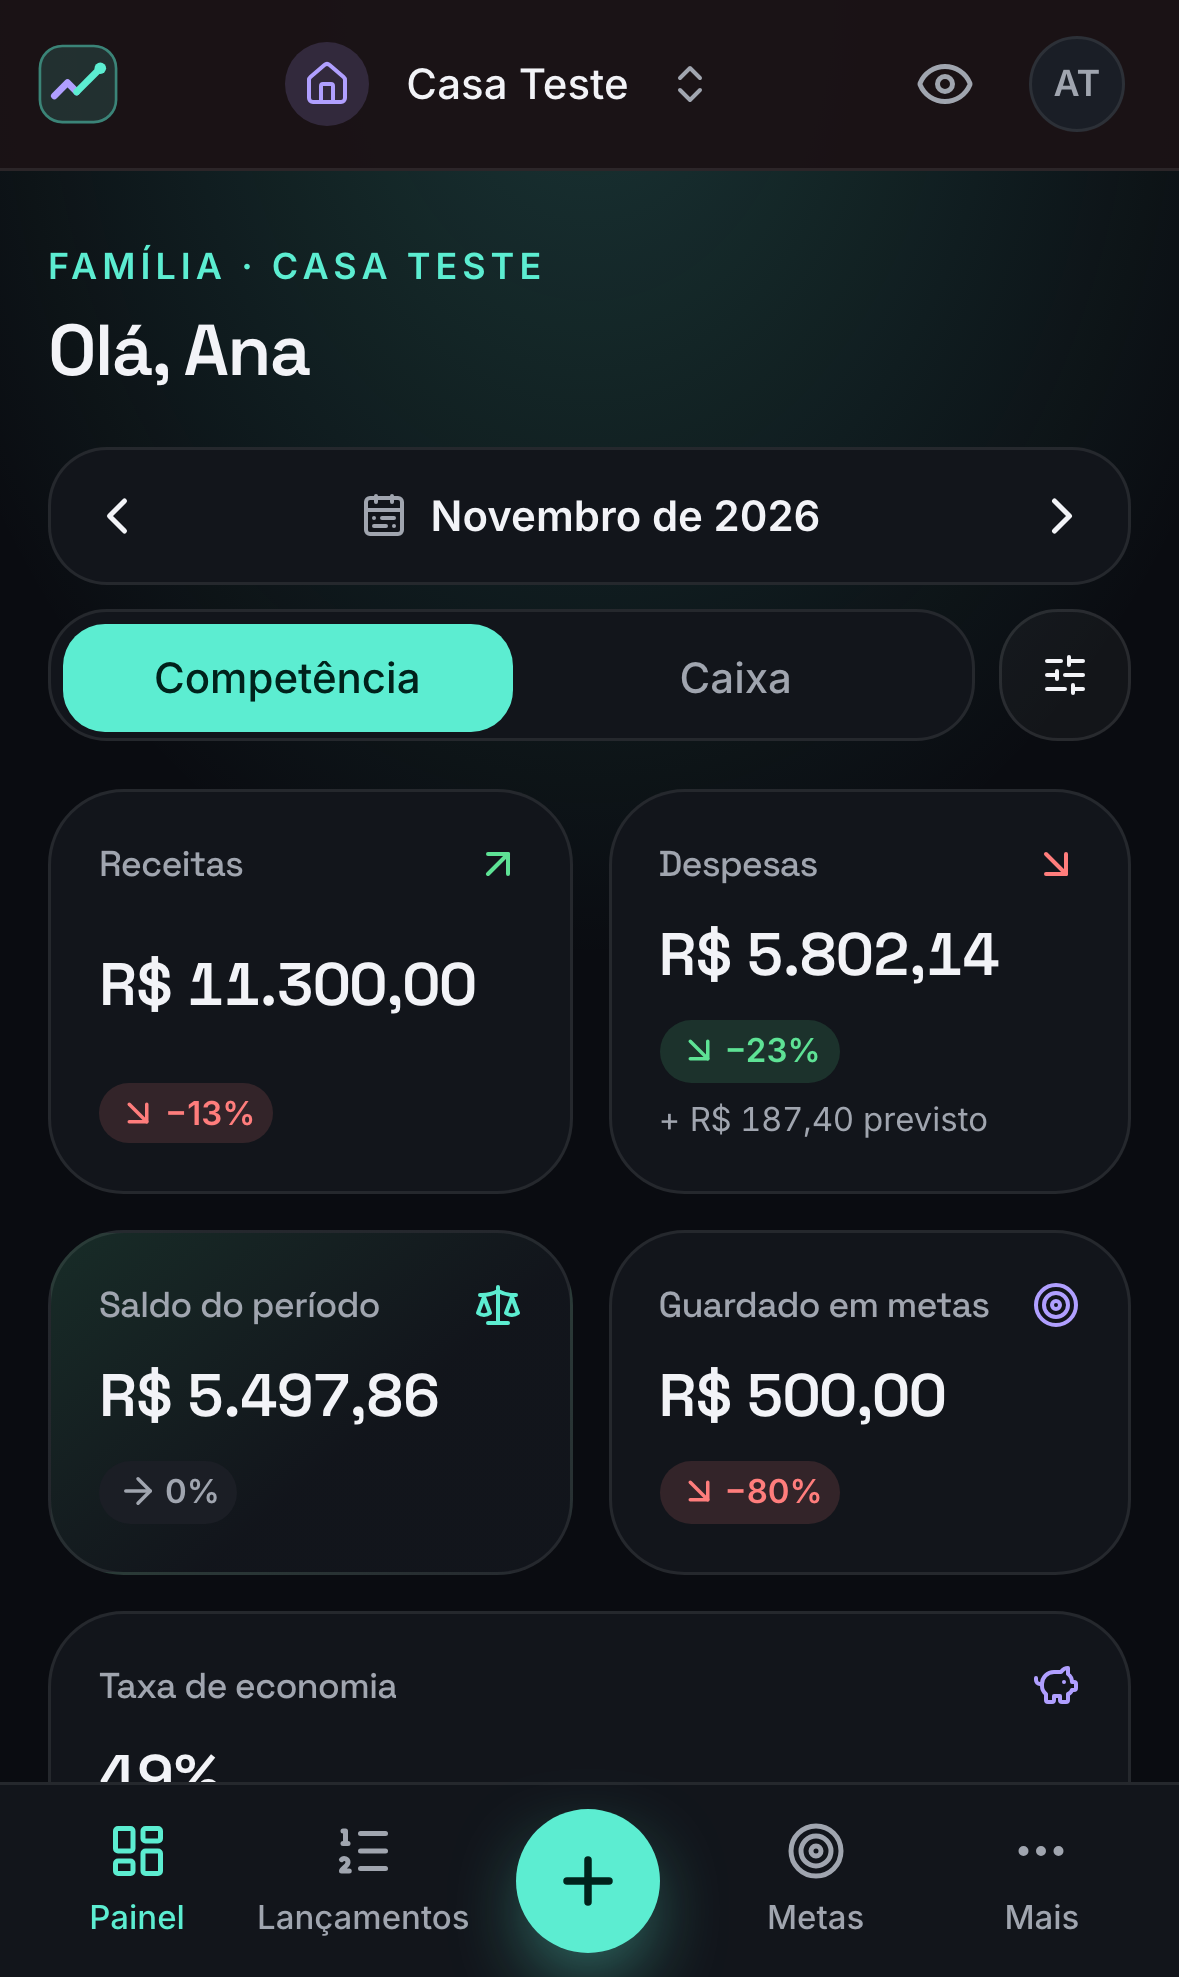 Casa Teste
AT
FAMÍLIA · CASA TESTE
Olá, Ana
Novembro de 2026
Competência
Caixa
Receitas
R$ 11.300,00
−13%
Despesas
R$ 5.802,14
−23%
+ R$ 187,40 previsto
Saldo do período
R$ 5.497,86
0%
Guardado em metas
R$ 500,00
−80%
Taxa de economia
49%
Painel
Lançamentos
Metas
Mais